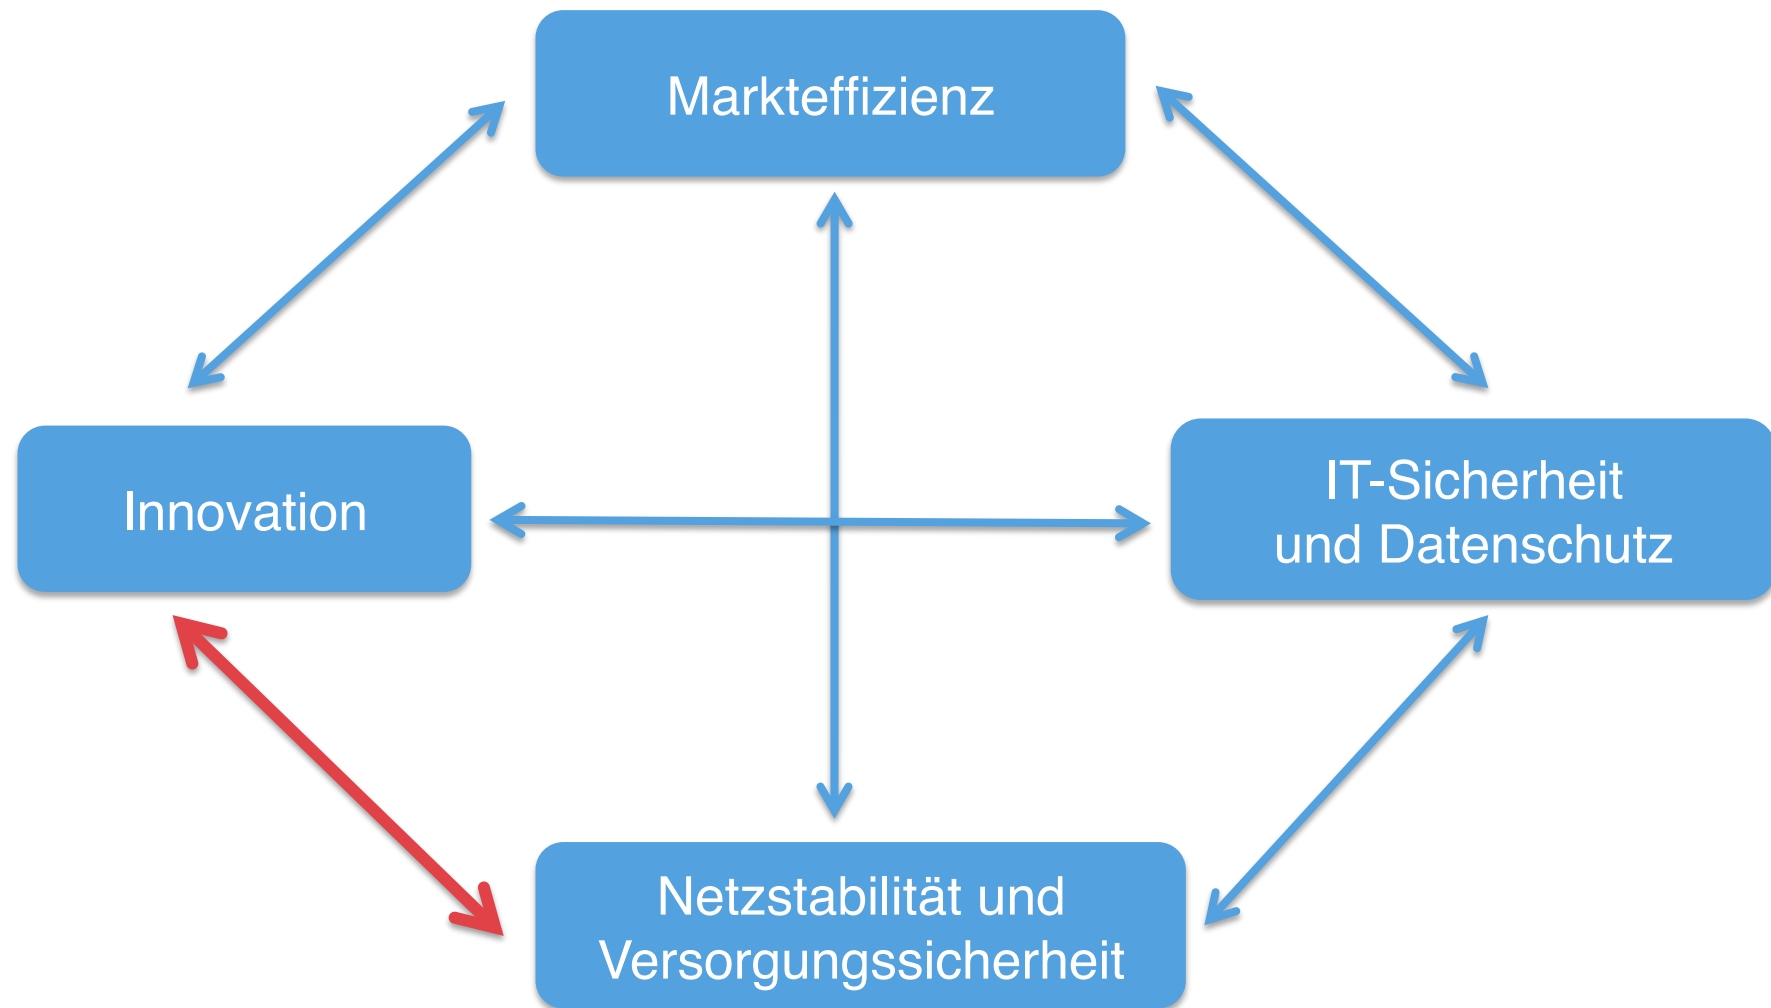 Markteffizienz
Innovation
IT-Sicherheit
und Datenschutz
Netzstabilität und
Versorgungssicherheit